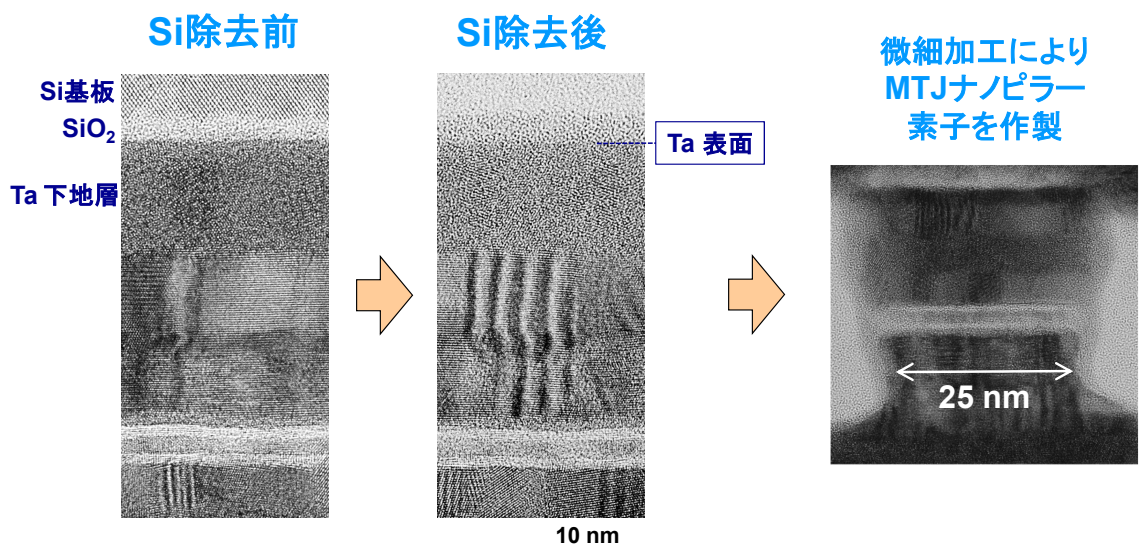 Si除去前
Si除去後
微細加工により
MTJナノピラー
素子を作製
Si基板
SiO₂
Ta 表面
Ta 下地層
25 nm
10 nm